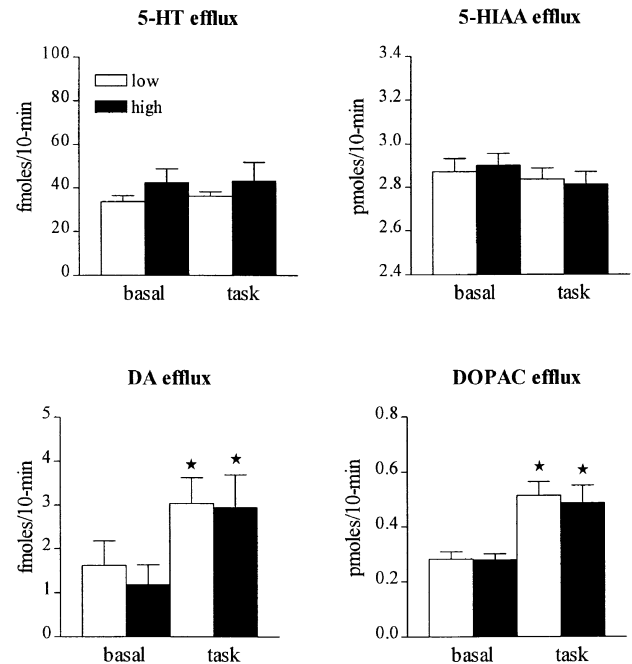 5-HT efflux
fmoles/10-min
100
80
60
40
20
0
low
high
basal task
5-HIAA efflux
pmoles/10-min
3.4
3.2
3.0
2.8
2.6
2.4
basal task
DA efflux
fmoles/10-min
5
4
3
2
1
0
★ ★
basal task
DOPAC efflux
pmoles/10-min
0.8
0.6
0.4
0.2
0.0
★ ★
basal task